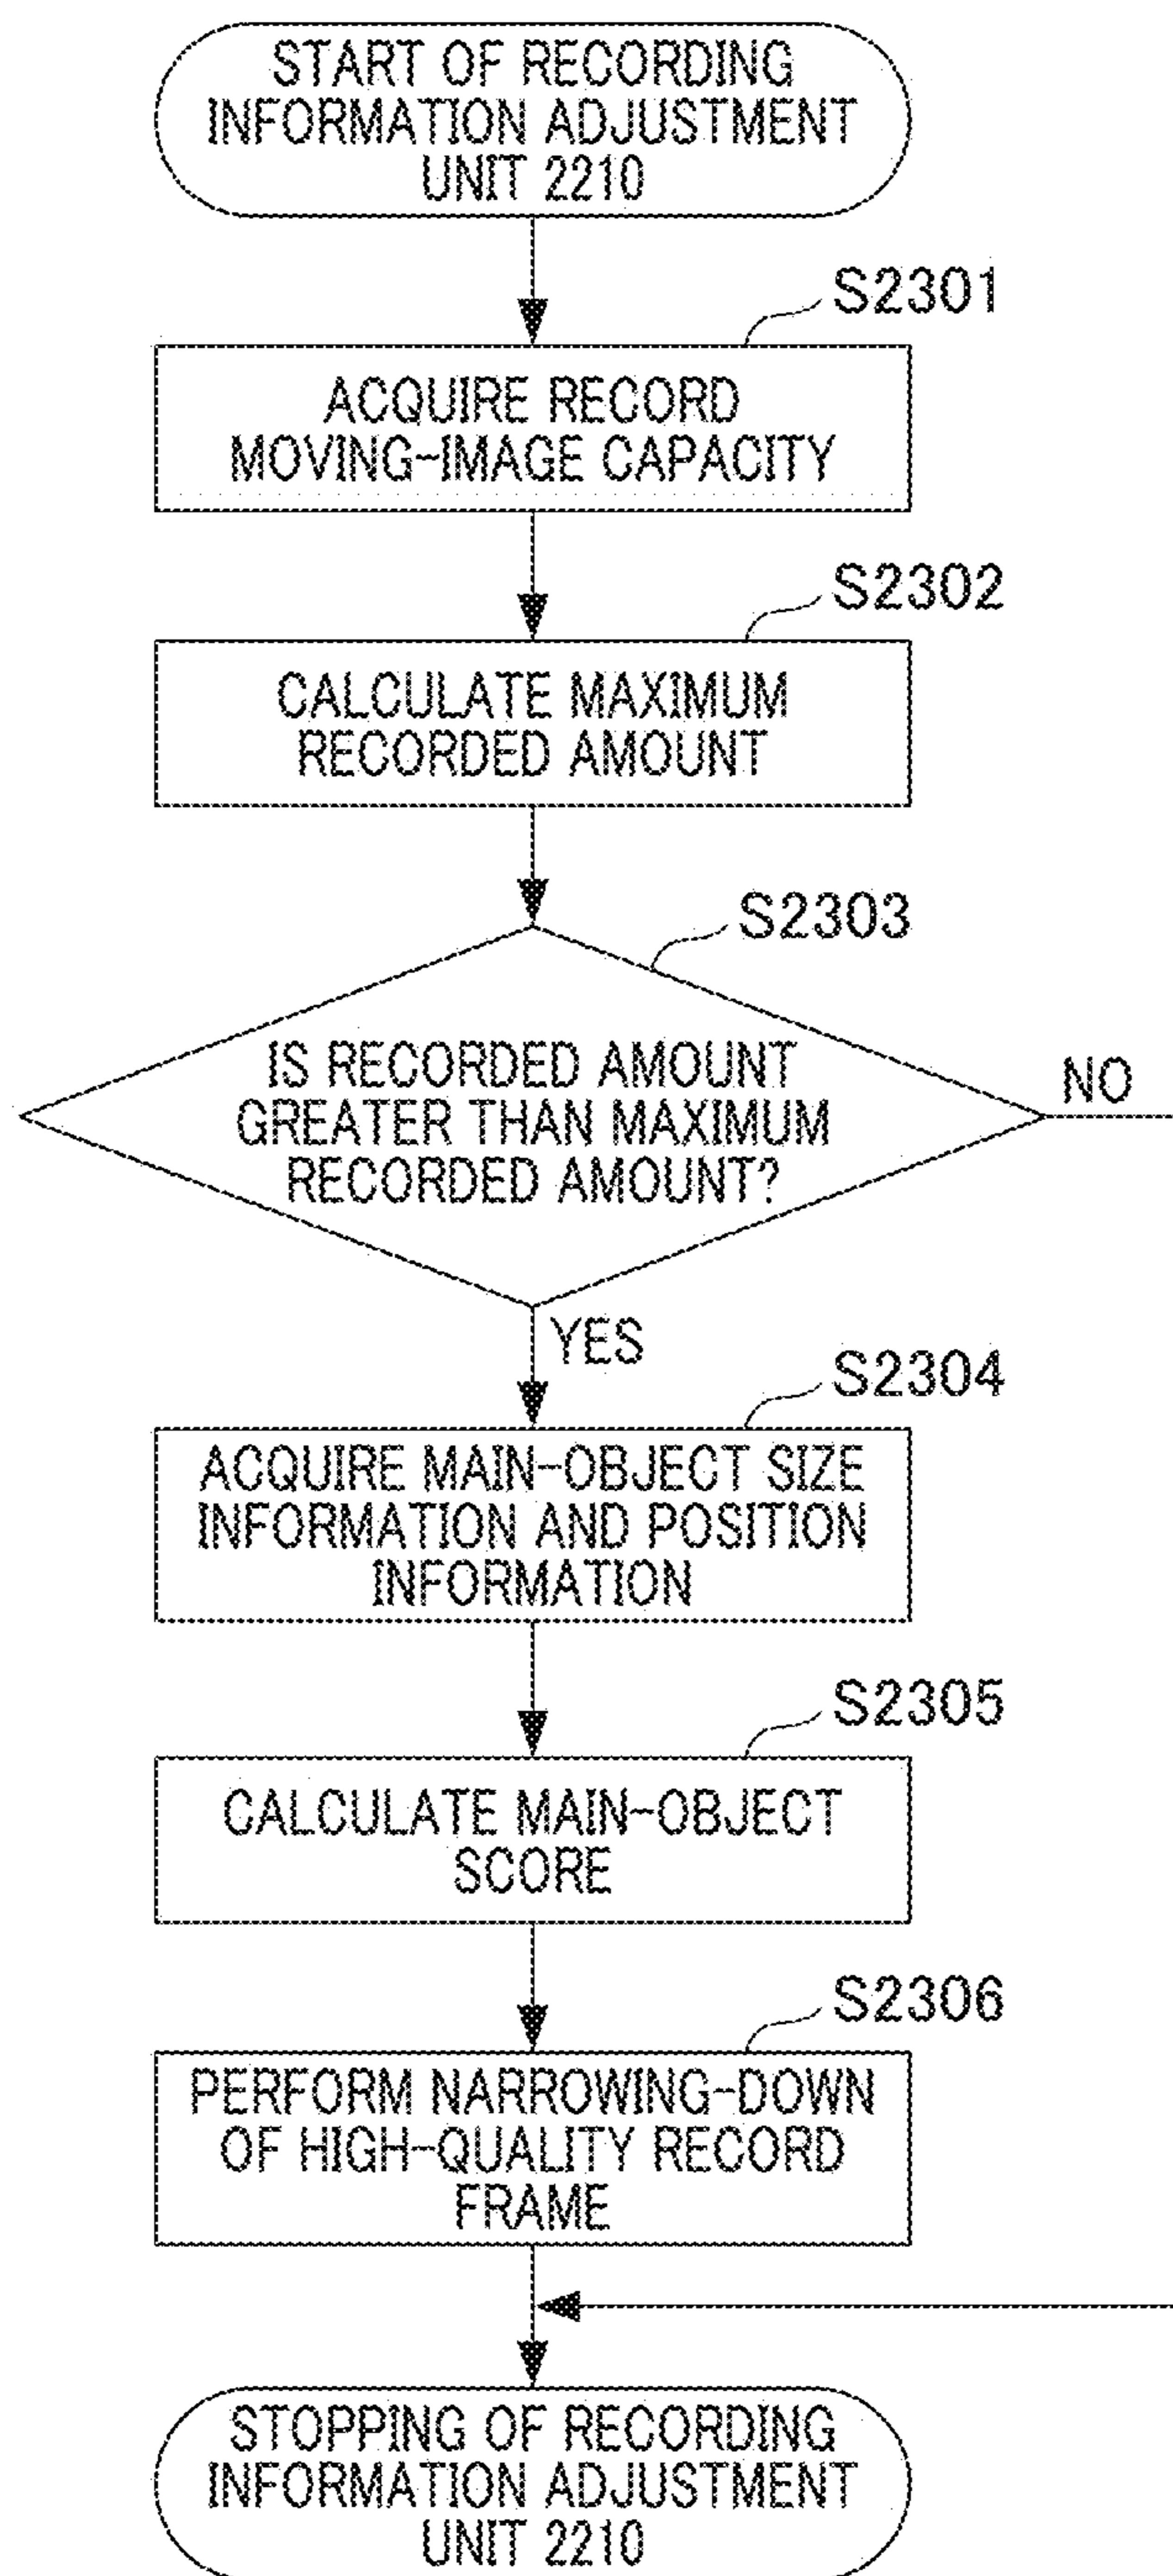 START OF RECORDING
INFORMATION ADJUSTMENT
UNIT 2210
S2301
ACQUIRE RECORD
MOVING-IMAGE CAPACITY
S2302
CALCULATE MAXIMUM
RECORDED AMOUNT
S2303
IS RECORDED AMOUNT
GREATER THAN MAXIMUM
RECORDED AMOUNT?
NO
YES
S2304
ACQUIRE MAIN-OBJECT SIZE
INFORMATION AND POSITION
INFORMATION
S2305
CALCULATE MAIN-OBJECT
SCORE
S2306
PERFORM NARROWING-DOWN
OF HIGH-QUALITY RECORD
FRAME
STOPPING OF RECORDING
INFORMATION ADJUSTMENT
UNIT 2210